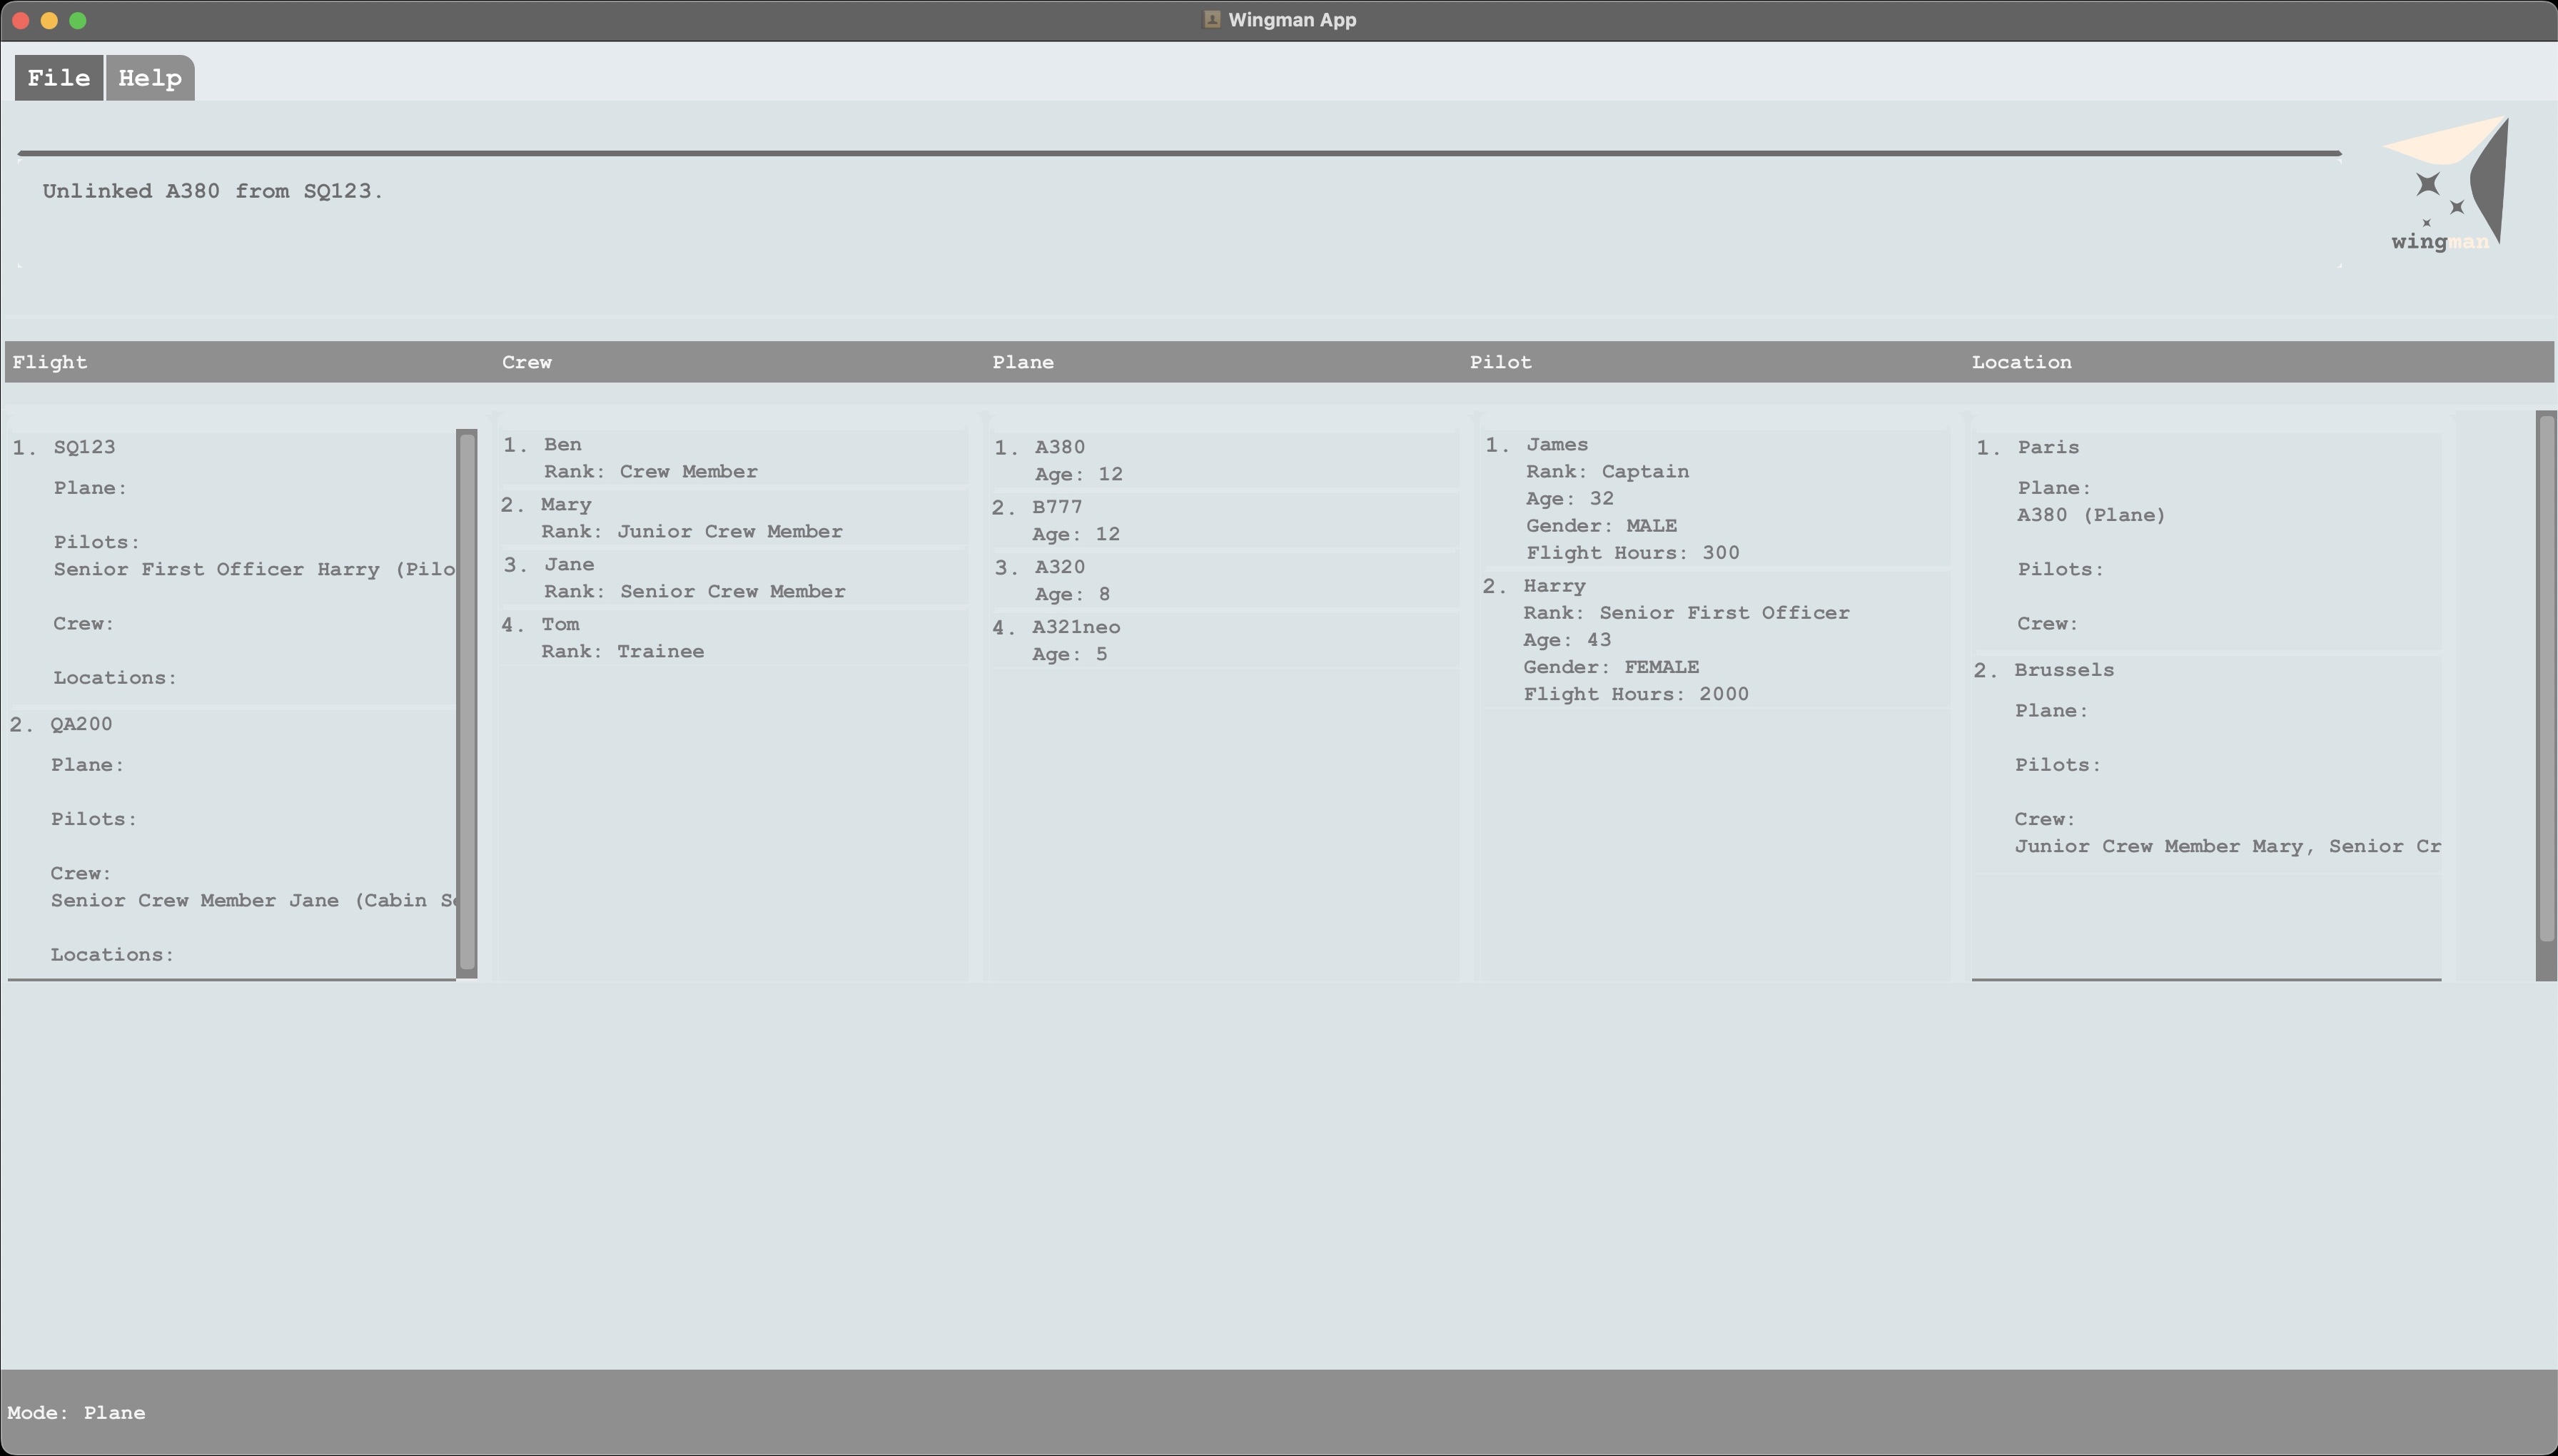 Wingman App
File Help
Unlinked A380 from SQ123.
wingman
Flight Crew Plane Pilot Location
1. SQ123
Plane:
Pilots:
Senior First Officer Harry
Crew:
Locations:
2. QA200
Plane:
Pilots:
Crew:
Senior Crew Member Jane (Cabin
Locations:
1. Ben
Rank: Crew Member
2. Mary
Rank: Junior Crew Member
3. Jane
Rank: Senior Crew Member
4. Tom
Rank: Trainee
1. A380
Age: 12
2. B777
Age: 12
3. A320
Age: 8
4. A321neo
Age: 5
1. James
Rank: Captain
Age: 32
Gender: MALE
Flight Hours: 300
2. Harry
Rank: Senior First Officer
Age: 43
Gender: FEMALE
Flight Hours: 2000
1. Paris
Plane:
A380 (Plane)
Pilots:
Crew:
2. Brussels
Plane:
Pilots:
Crew:
Junior Crew Member Mary, Senior
Mode: Plane